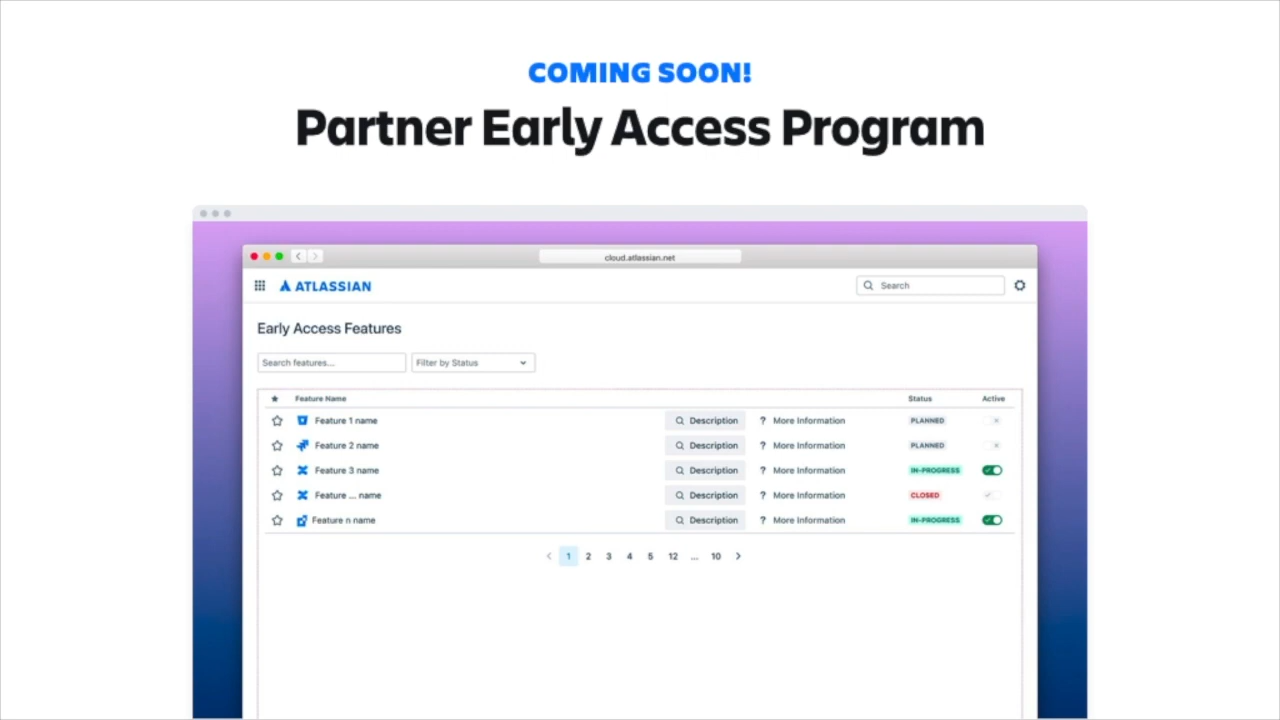 COMING SOON!
Partner Early Access Program
cloud.atlassian.net
ATLASSIAN
Search
Early Access Features
Search features...
Filter by Status
Feature Name Status Active
Feature 1 name Description ? More Information PLANNED
Feature 2 name Description ? More Information PLANNED
Feature 3 name Description ? More Information IN-PROGRESS
Feature ... name Description ? More Information CLOSED
Feature n name Description ? More Information IN-PROGRESS
1 2 3 4 5 12 ... 10